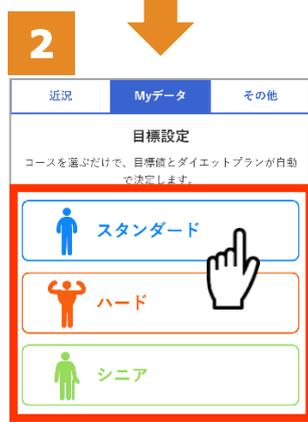 2
近況 Myデータ その他
目標設定
コースを選ぶだけで、目標値とダイエットプランが自動
で決定します。
スタンダード
ハード
シニア